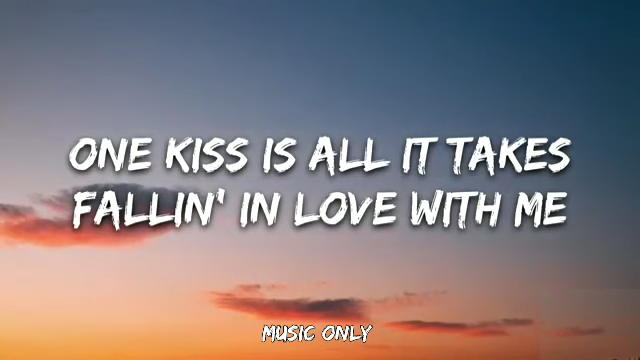 ONE KISS IS ALL IT TAKES
FALLIN' IN LOVE WITH ME
MUSIC ONLY